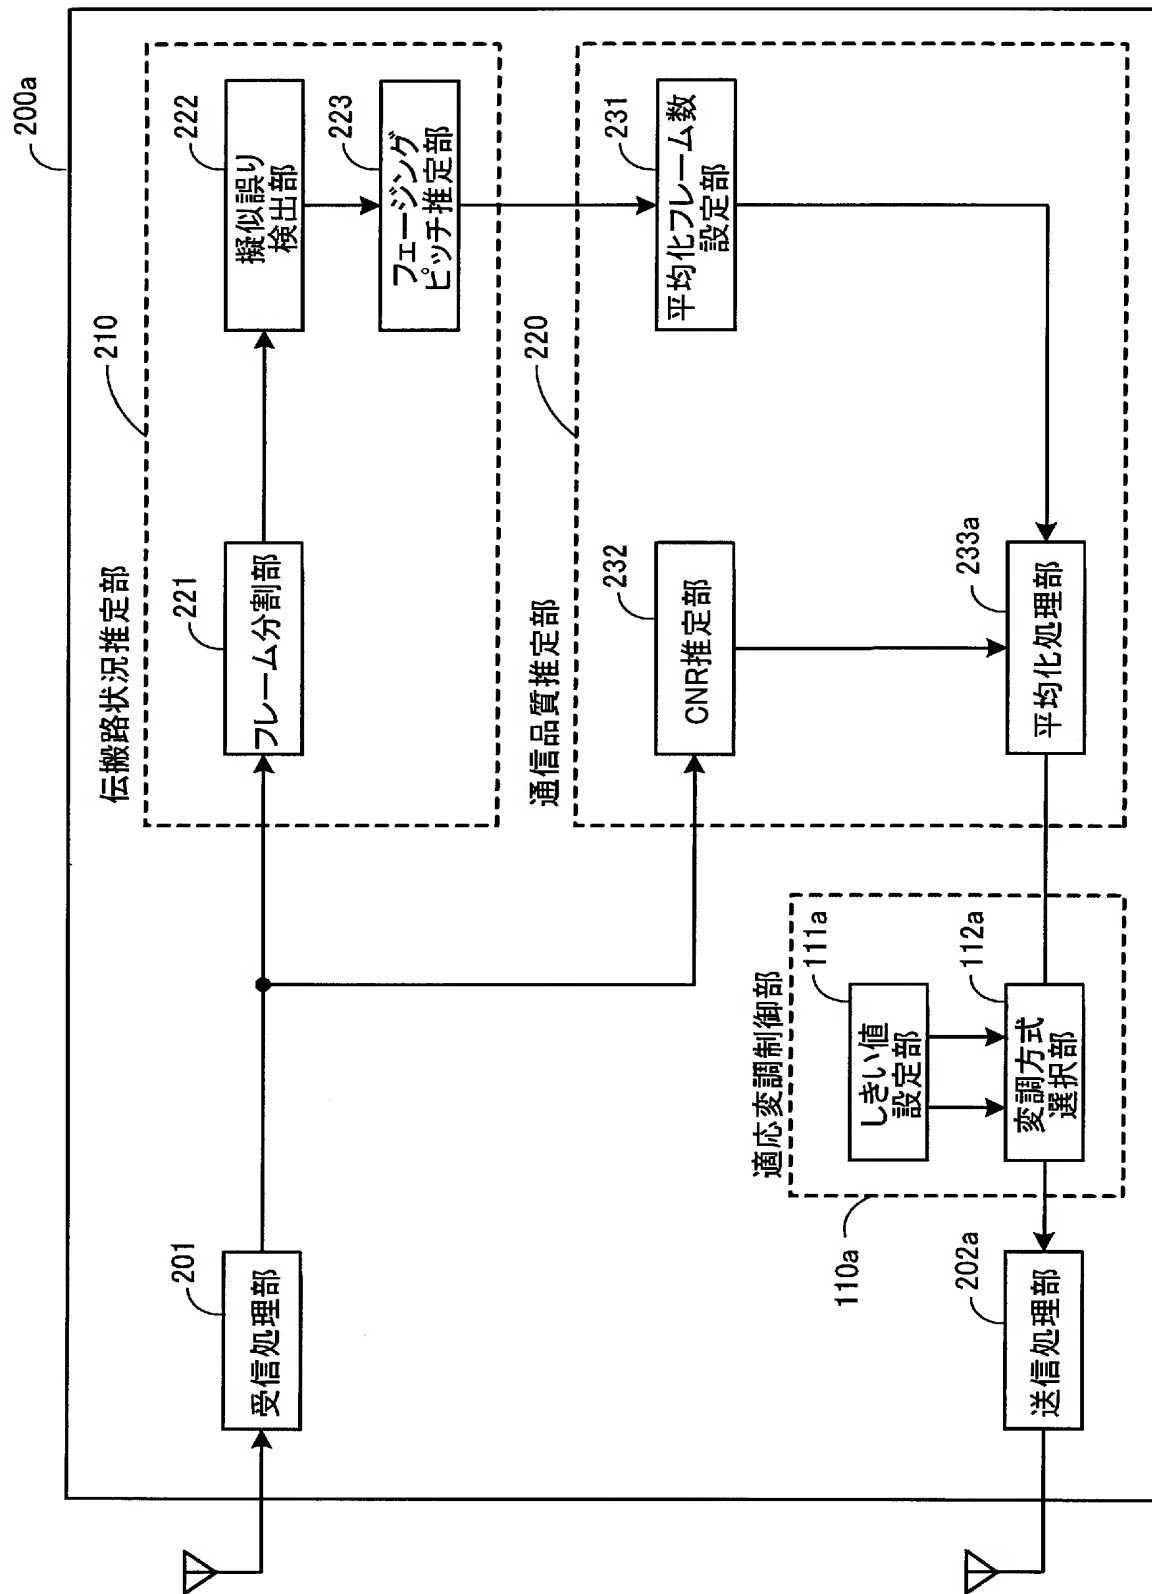 200a
伝搬路状況推定部
210
受信処理部
201
フレーム分割部
221
擬似誤り
検出部
222
フェージング
ピッチ推定部
223
通信品質推定部
220
CNR推定部
232
平均化フレーム数
設定部
231
平均化処理部
233a
適応変調制御部
110a
しきい値
設定部
111a
変調方式
選択部
112a
送信処理部
202a